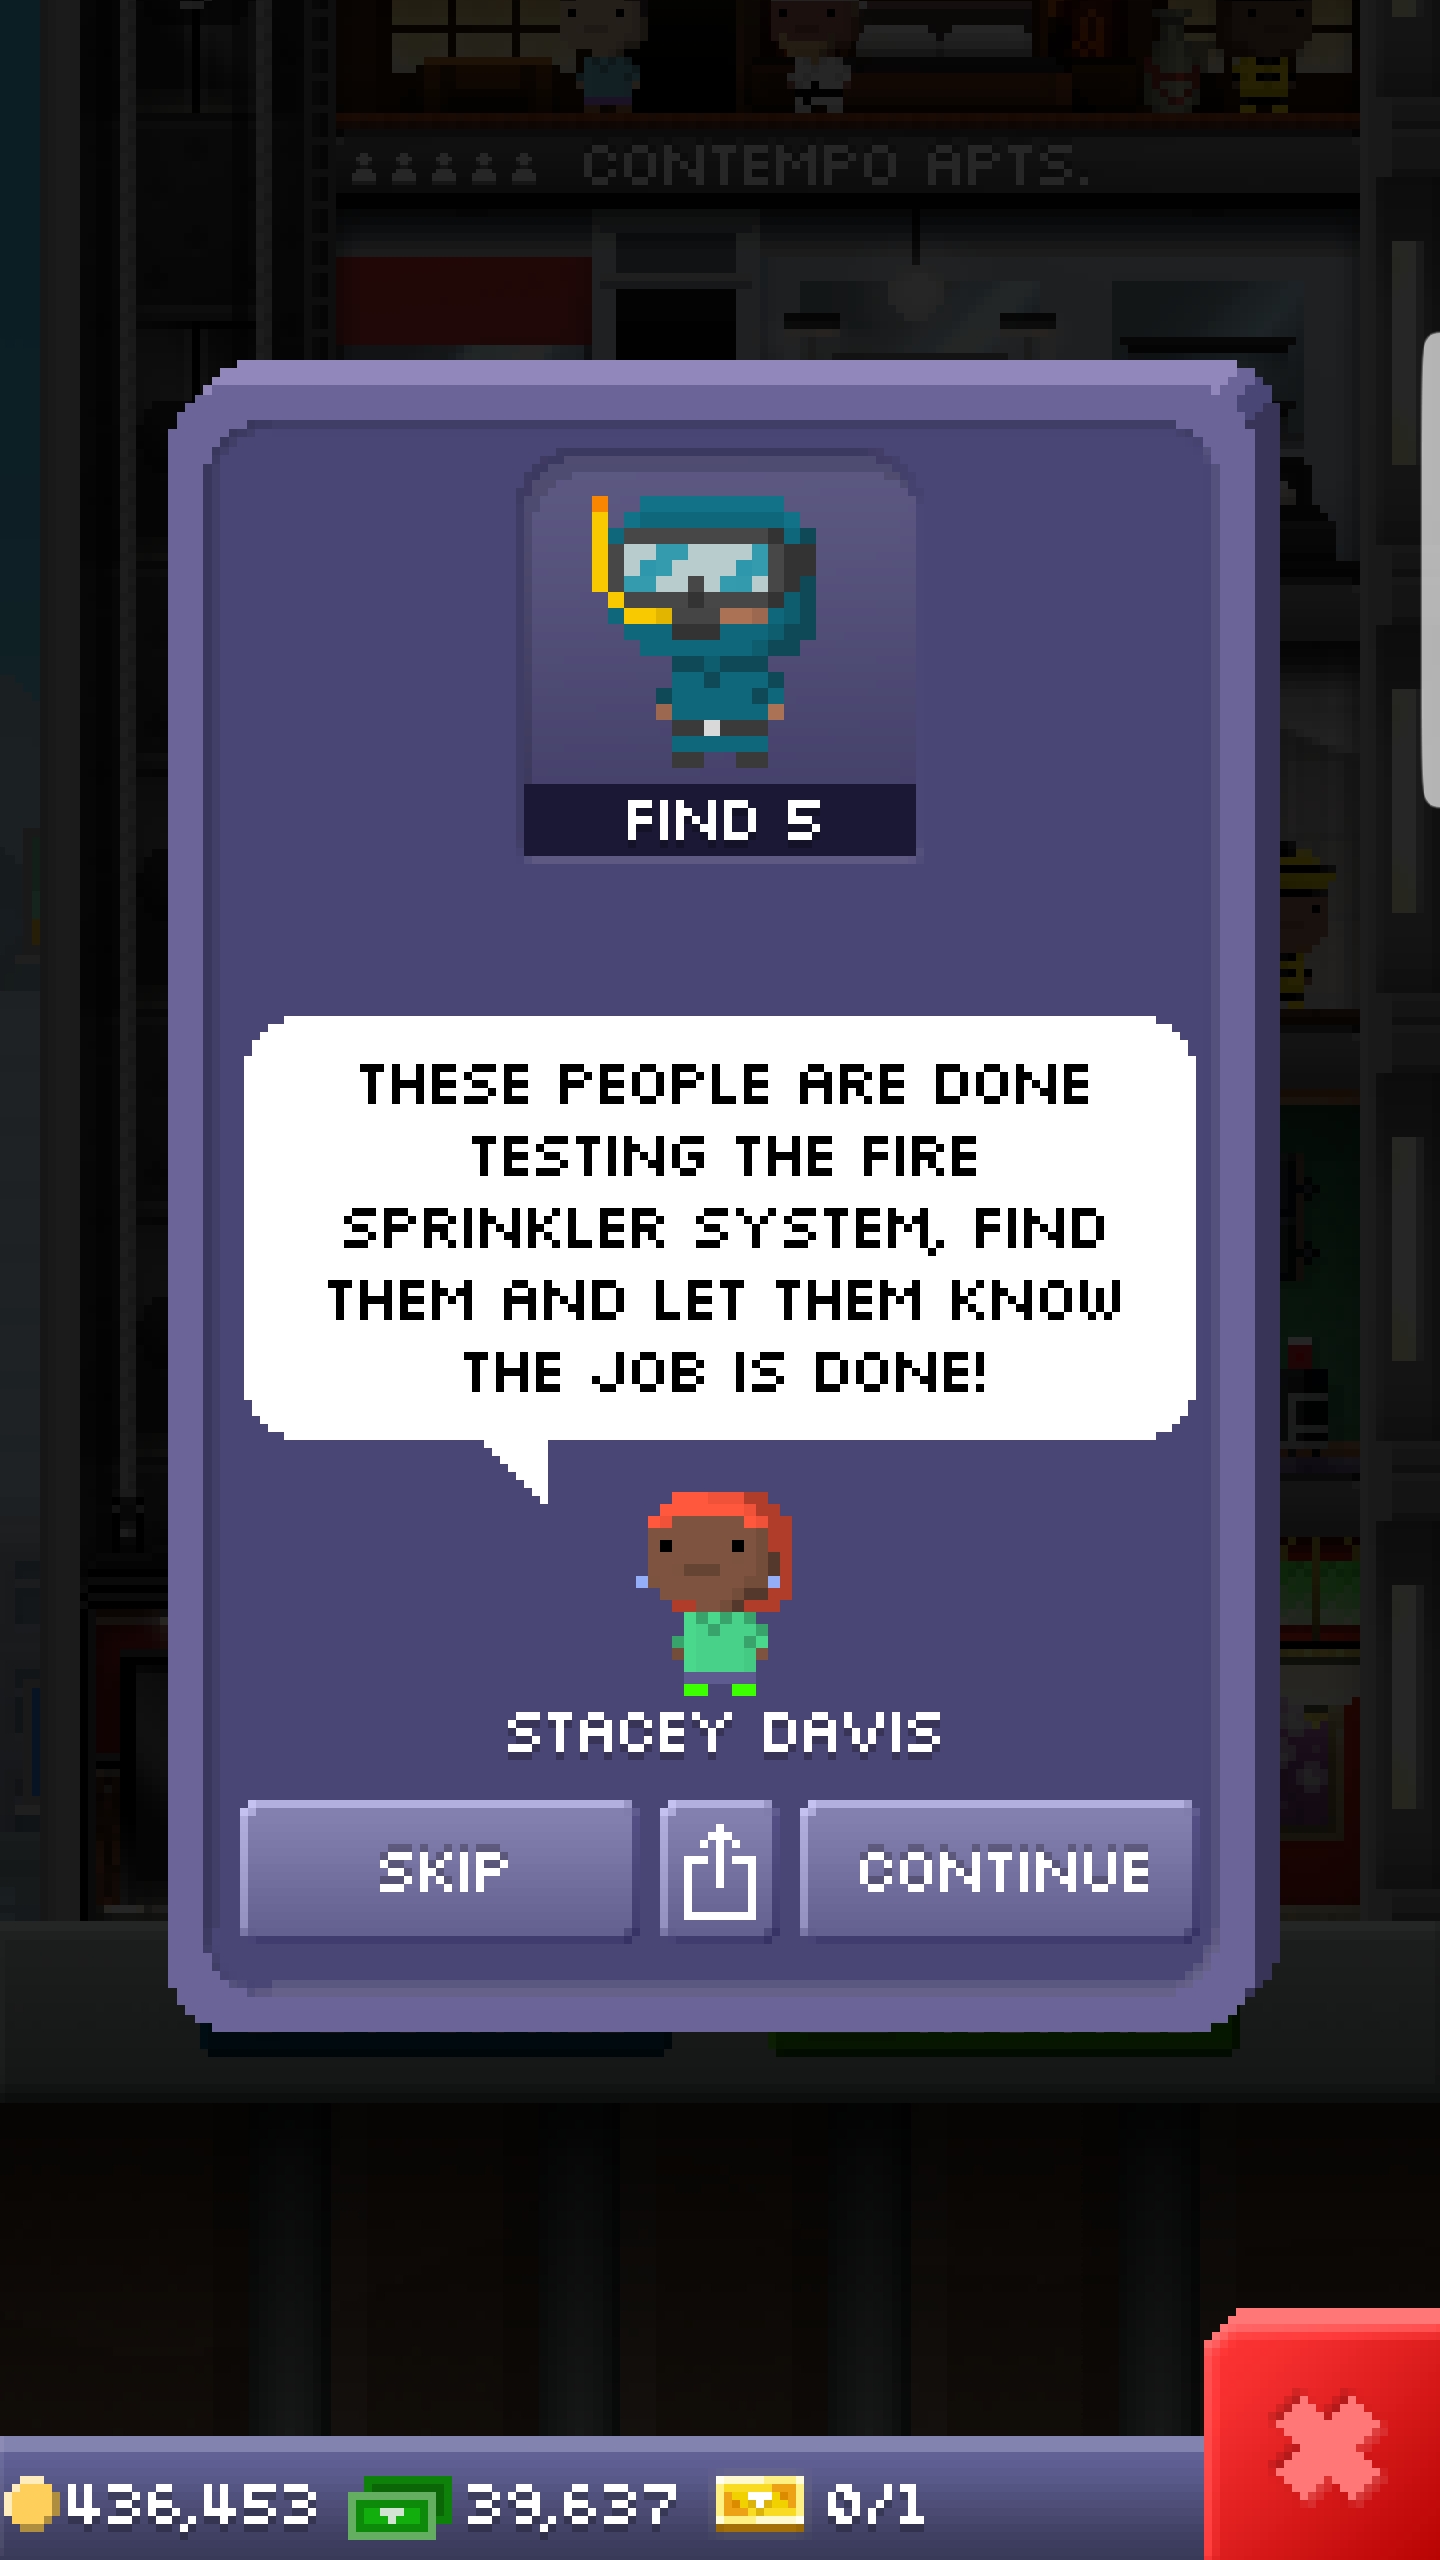 CONTEMPO APTS.
FIND 5
THESE PEOPLE ARE DONE
TESTING THE FIRE
SPRINKLER SYSTEM, FIND
THEM AND LET THEM KNOW
THE JOB IS DONE!
STACEY DAVIS
SKIP CONTINUE
436,453 39,637 0/1